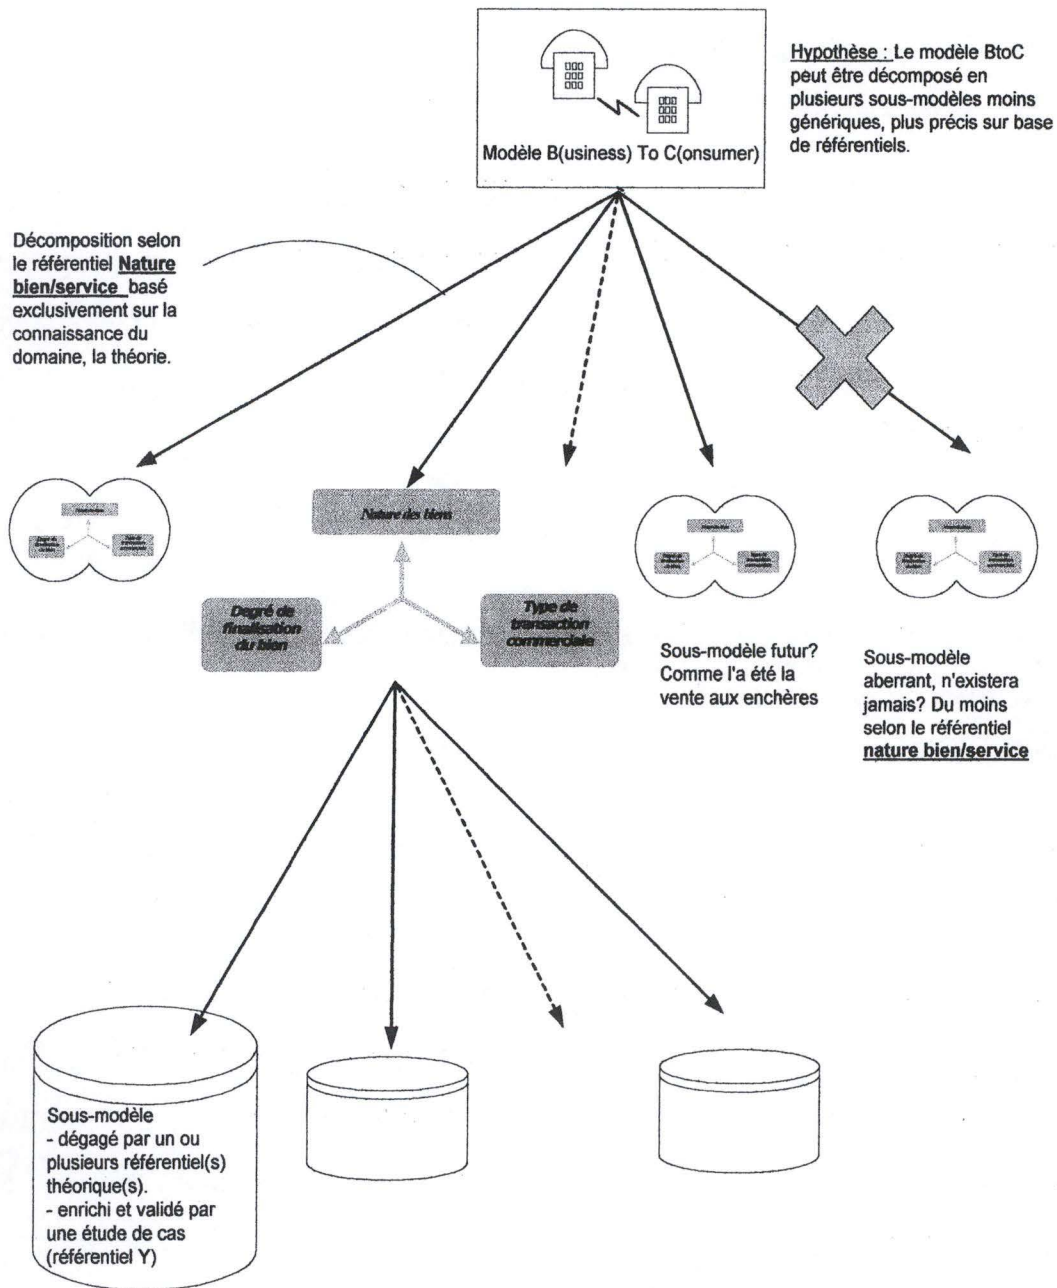 Modèle B(usiness) To C(onsumer)
Hypothèse : Le modèle BtoC
peut être décomposé en
plusieurs sous-modèles moins
génériques, plus précis sur base
de référentiels.
Décomposition selon
le référentiel Nature
bien/service basé
exclusivement sur la
connaissance du
domaine, la théorie.
Nature des biens
Degré de
finalisation
du bien
Type de
transaction
commerciale
Sous-modèle futur?
Comme l'a été la
vente aux enchères
Sous-modèle
aberrant, n'existera
jamais? Du moins
selon le référentiel
nature bien/service
Sous-modèle
- dégagé par un ou
plusieurs référentiel(s)
théorique(s).
- enrichi et validé par
une étude de cas
(référentiel Y)